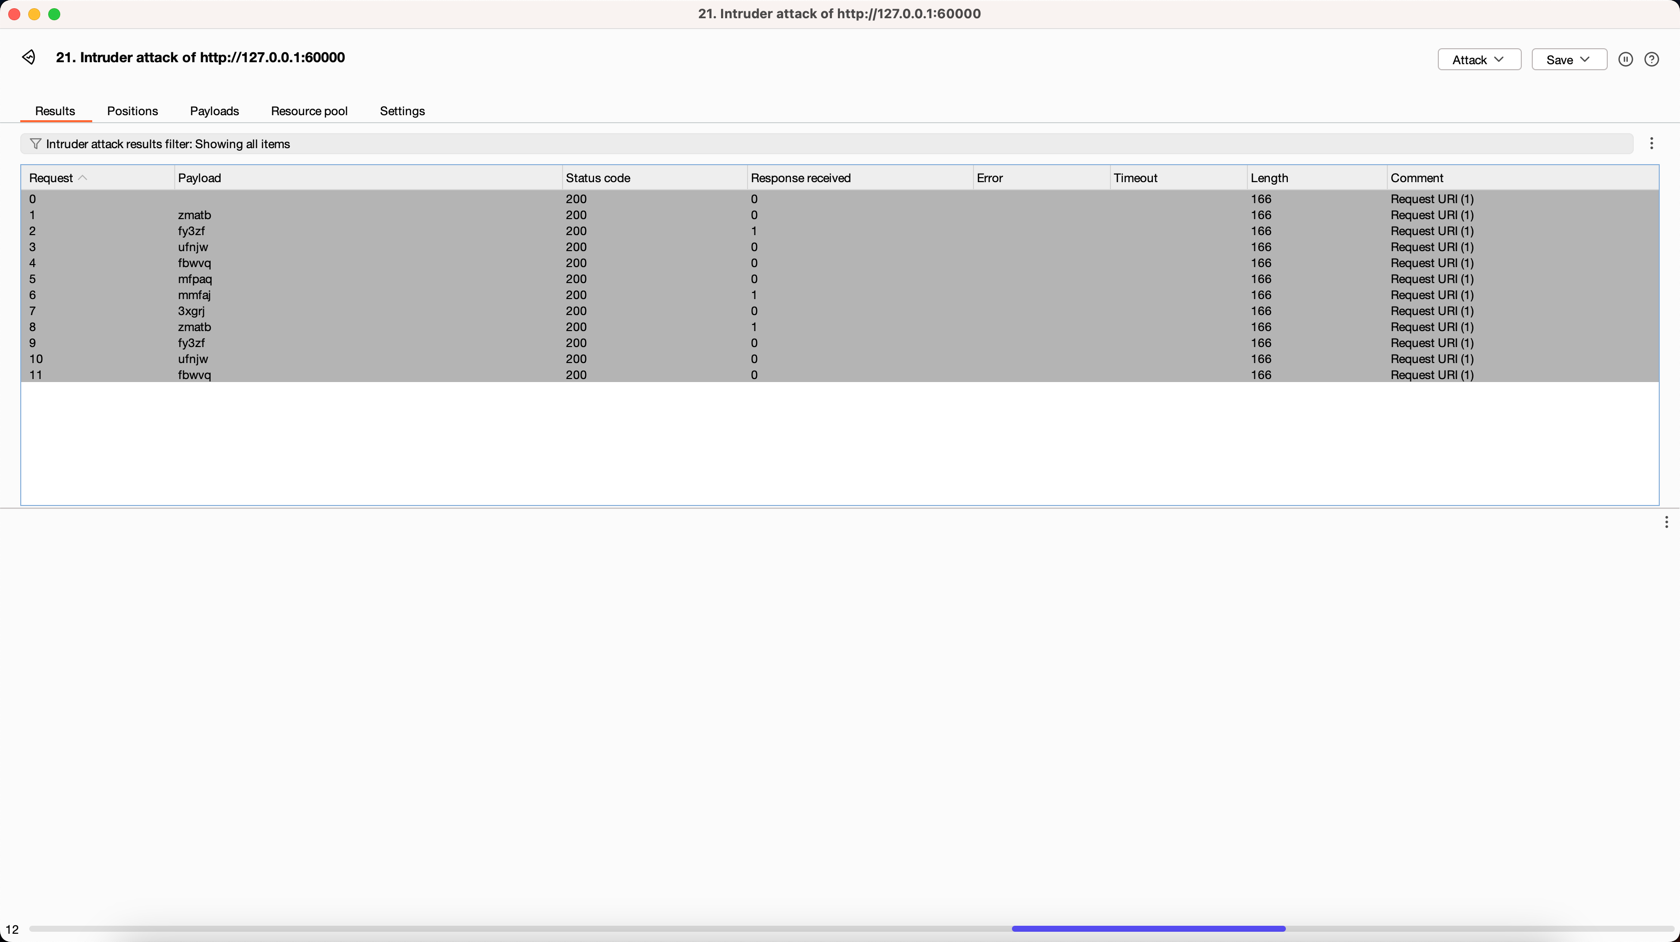 21. Intruder attack of http://127.0.0.1:60000
21. Intruder attack of http://127.0.0.1:60000
Attack
Save
Results Positions Payloads Resource pool Settings
Intruder attack results filter: Showing all items
Request Payload Status code Response received Error Timeout Length Comment
0 200 0 166 Request URI (1)
1 zmatb 200 0 166 Request URI (1)
2 fy3zf 200 1 166 Request URI (1)
3 ufnjw 200 0 166 Request URI (1)
4 fbwvq 200 0 166 Request URI (1)
5 mfpaq 200 0 166 Request URI (1)
6 mmfaj 200 1 166 Request URI (1)
7 3xgrj 200 0 166 Request URI (1)
8 zmatb 200 1 166 Request URI (1)
9 fy3zf 200 0 166 Request URI (1)
10 ufnjw 200 0 166 Request URI (1)
11 fbwvq 200 0 166 Request URI (1)
12